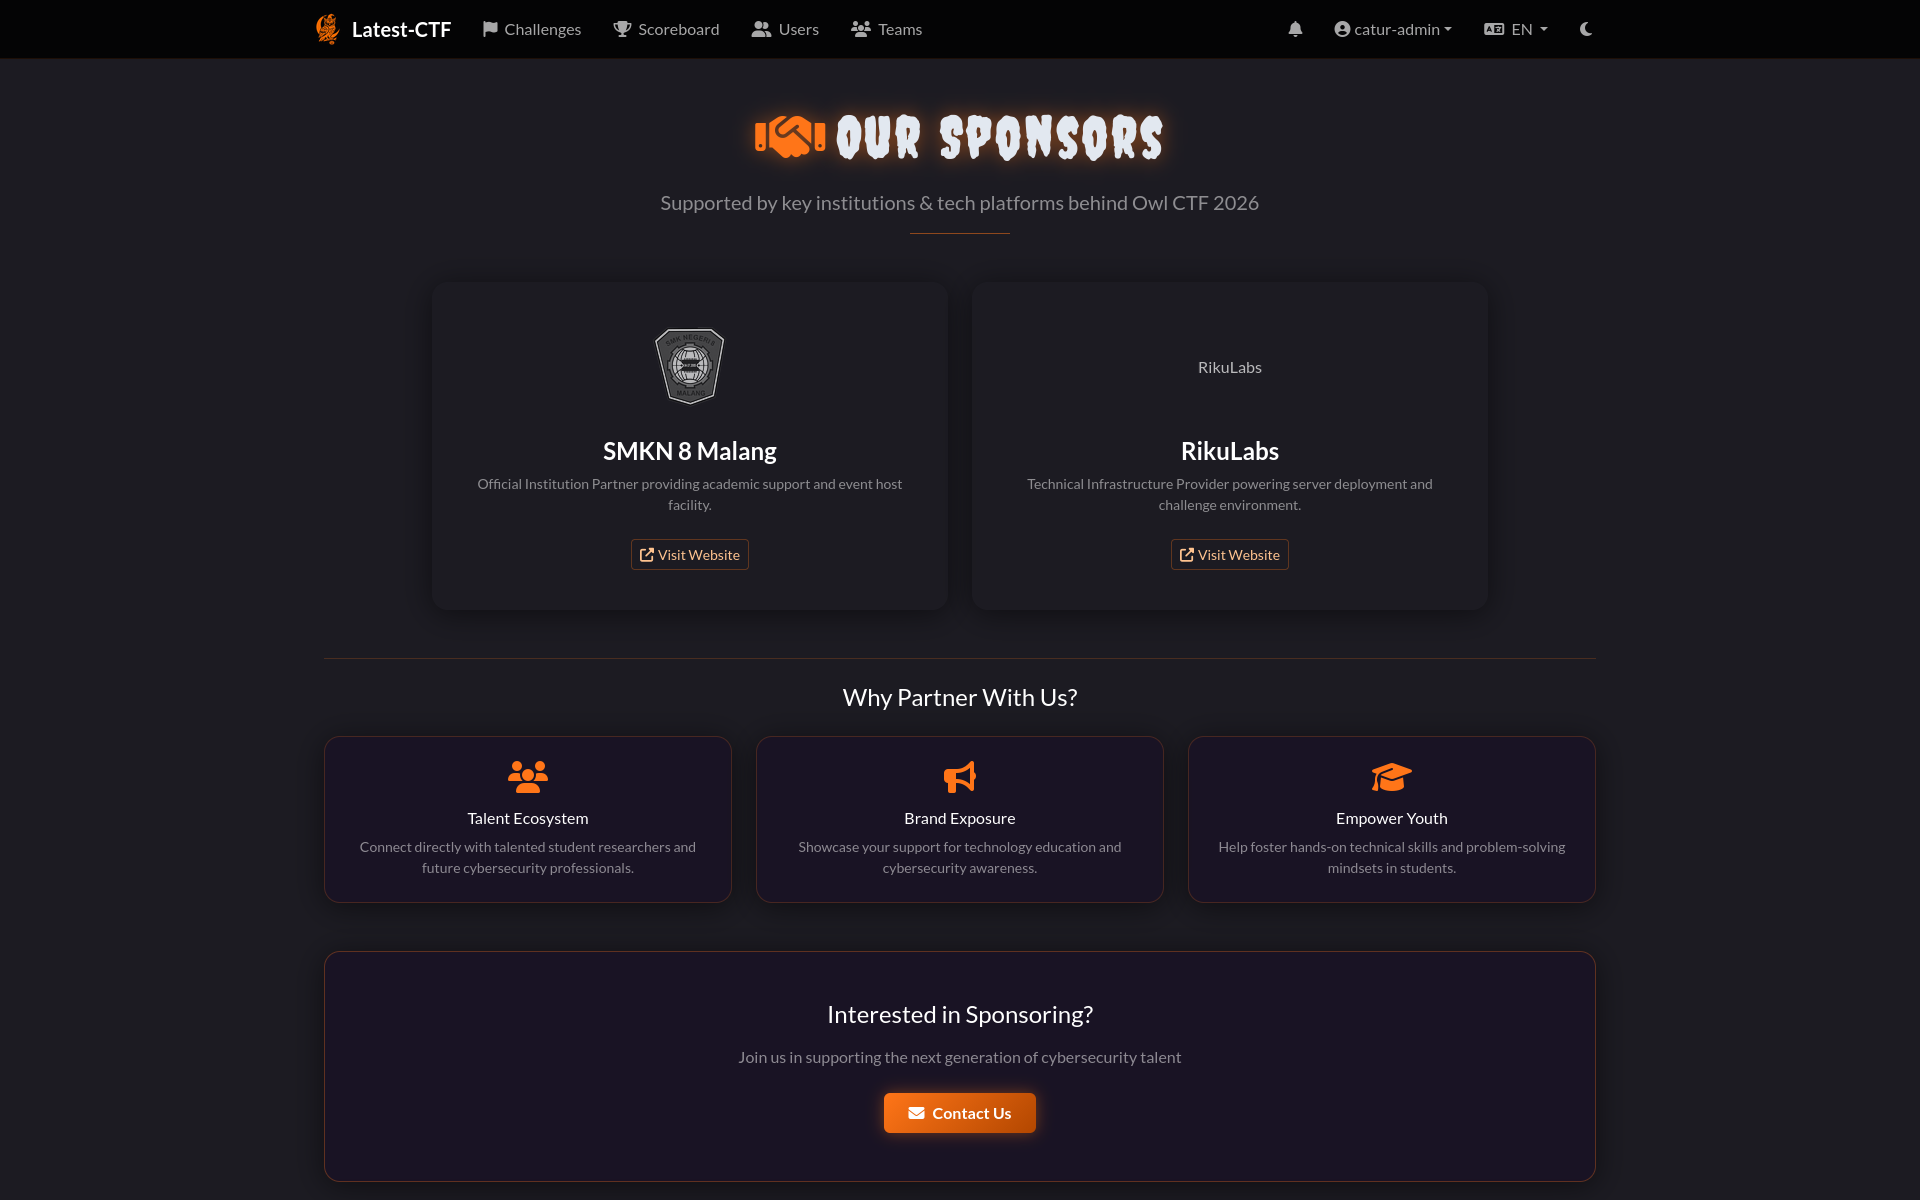 Latest-CTF
Challenges
Scoreboard
Users
Teams
catur-admin
EN
OUR SPONSORS
Supported by key institutions & tech platforms behind Owl CTF 2026
SMK NEGERI 8
MALANG
RikuLabs
SMKN 8 Malang
Official Institution Partner providing academic support and event host
facility.
Visit Website
RikuLabs
Technical Infrastructure Provider powering server deployment and
challenge environment.
Visit Website
Why Partner With Us?
Talent Ecosystem
Connect directly with talented student researchers and
future cybersecurity professionals.
Brand Exposure
Showcase your support for technology education and
cybersecurity awareness.
Empower Youth
Help foster hands-on technical skills and problem-solving
mindsets in students.
Interested in Sponsoring?
Join us in supporting the next generation of cybersecurity talent
Contact Us